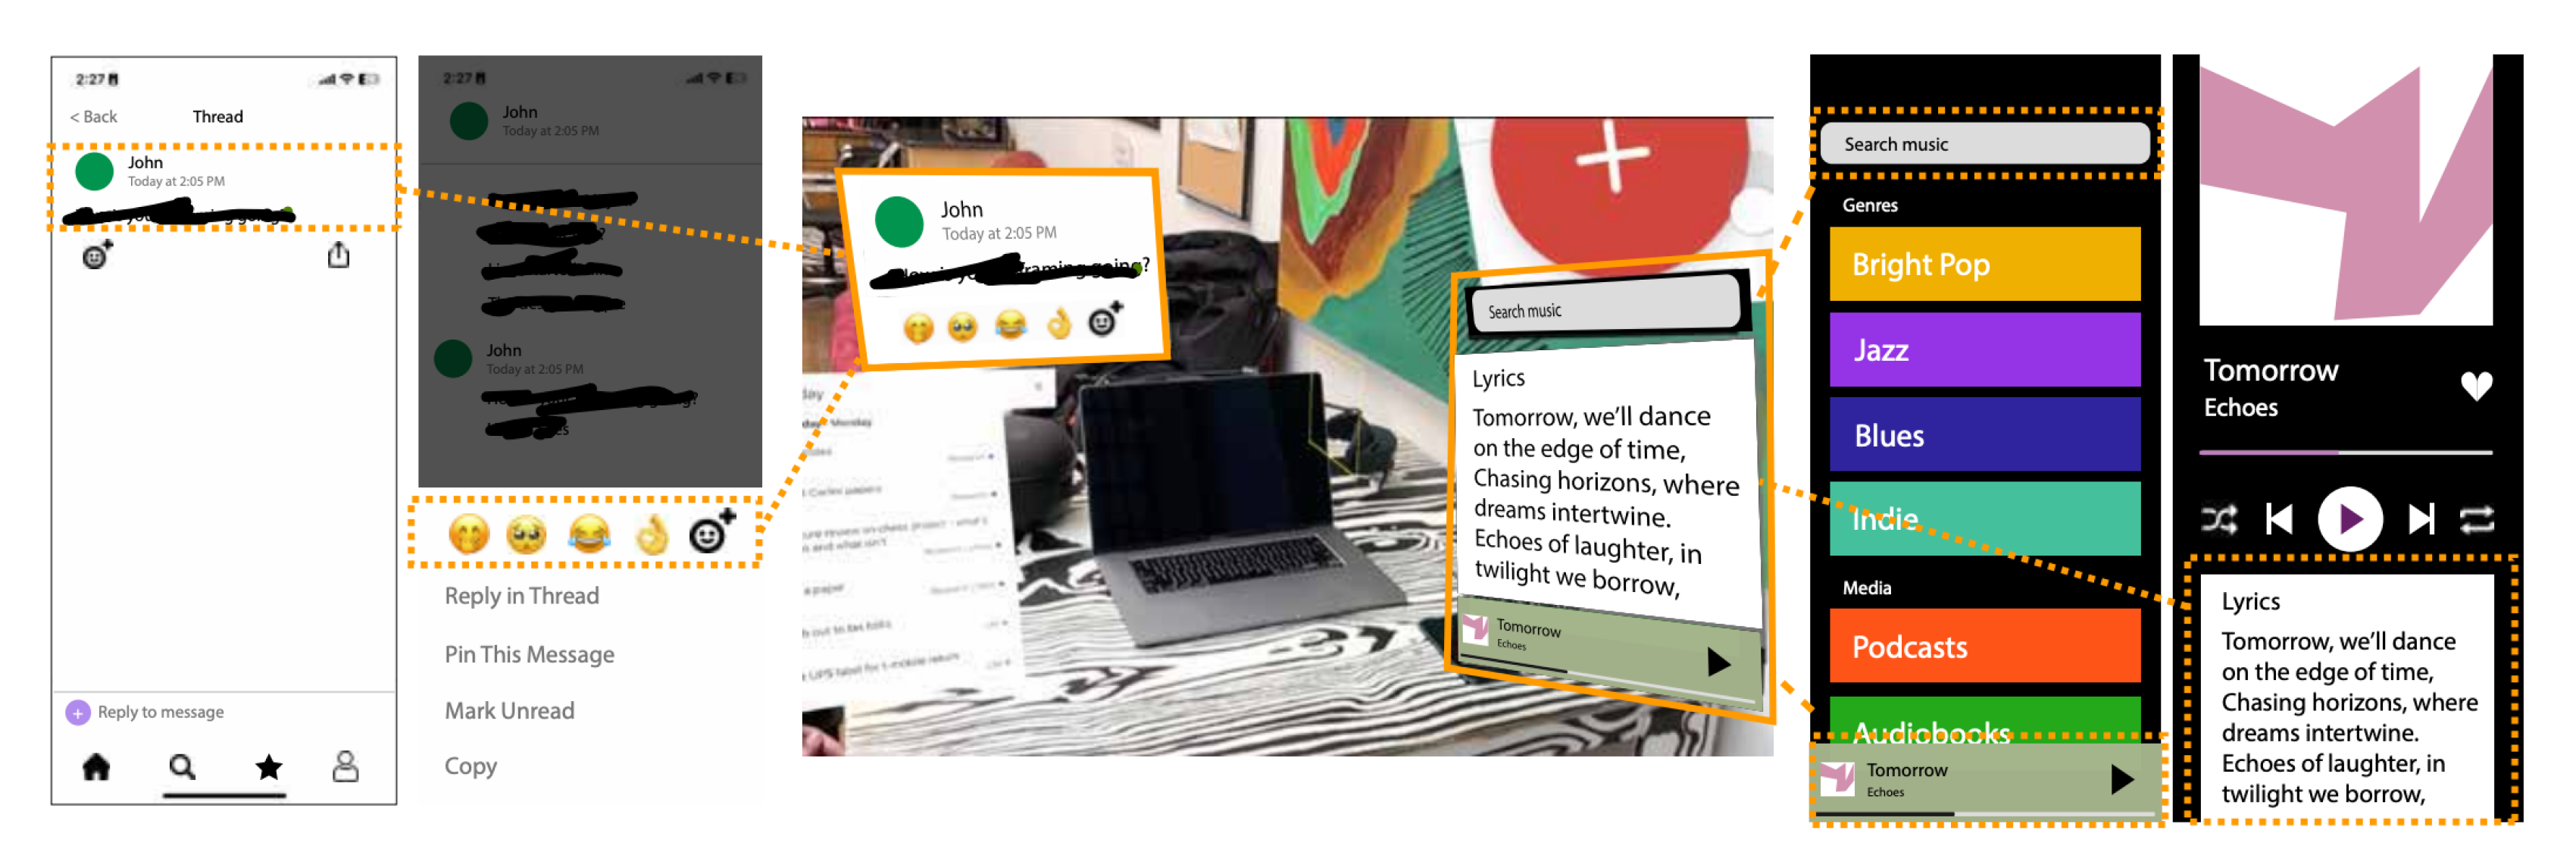 2:27
< Back
Thread
John
Today at 2:05 PM
Reply to message
2:27
John
Today at 2:05 PM
John
Today at 2:05 PM
Reply in Thread
Pin This Message
Mark Unread
Copy
John
Today at 2:05 PM
going?
Monday
Search music
Lyrics
Tomorrow, we'll dance
on the edge of time,
Chasing horizons, where
dreams intertwine.
Echoes of laughter, in
twilight we borrow,
Tomorrow
Echoes
Search music
Genres
Bright Pop
Jazz
Blues
Indie
Media
Podcasts
Audiobooks
Tomorrow
Echoes
Tomorrow
Echoes
Lyrics
Tomorrow, we'll dance
on the edge of time,
Chasing horizons, where
dreams intertwine.
Echoes of laughter, in
twilight we borrow,